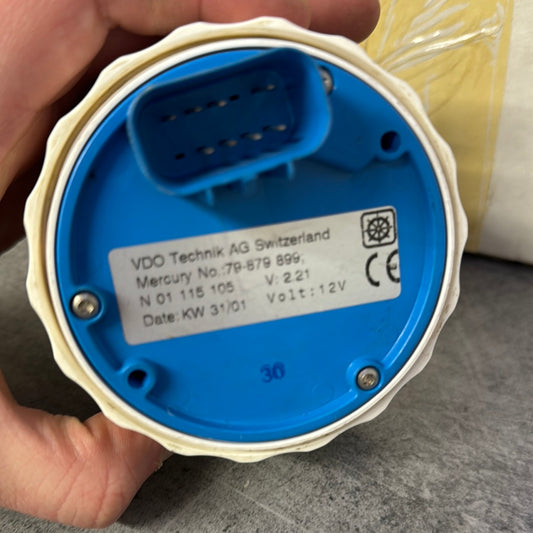 VDO Technik AG Switzerland
Mercury No.:79-879 899;
N 01 115 105 V: 2.21
Date: KW 31/01 Volt:12V
CE
30